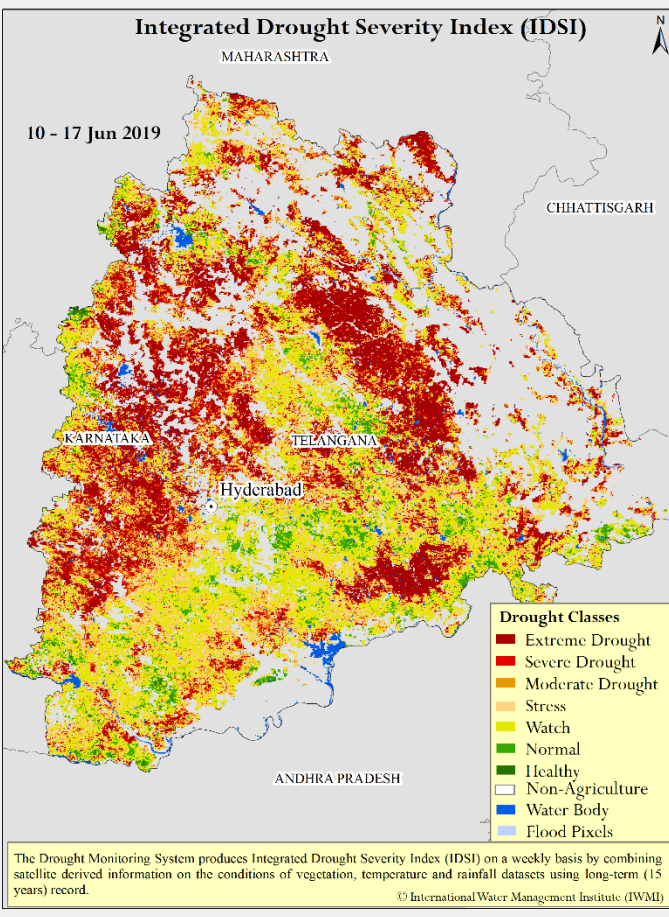 Integrated Drought Severity Index (IDSI)
N
MAHARASHTRA
10 - 17 Jun 2019
CHHATTISGARH
KARNATAKA
TELANGANA
Hyderabad
ANDHRA PRADESH
Drought Classes
Extreme Drought
Severe Drought
Moderate Drought
Stress
Watch
Normal
Healthy
Non-Agriculture
Water Body
Flood Pixels
The Drought Monitoring System produces Integrated Drought Severity Index (IDSI) on a weekly basis by combining
satellite derived information on the conditions of vegetation, temperature and rainfall datasets using long-term (15
years) record.
© International Water Management Institute (IWMI)